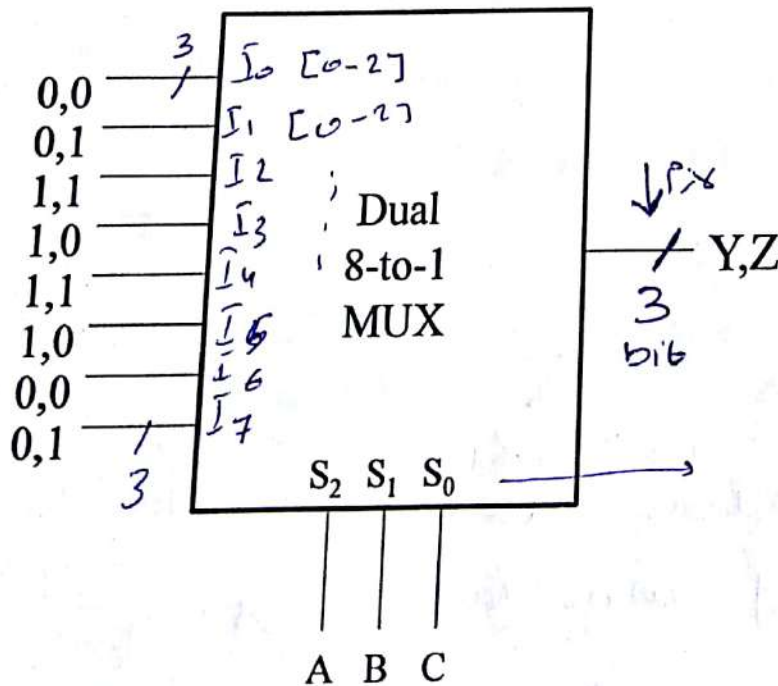 3
0,0 I0 [0-2]
0,1 I1 [0-2]
1,1 I2
1,0 I3 Dual
1,1 I4 8-to-1
1,0 I5 MUX
0,0 I6
0,1 I7
3
Y,Z
3
bit
S2 S1 S0
A B C